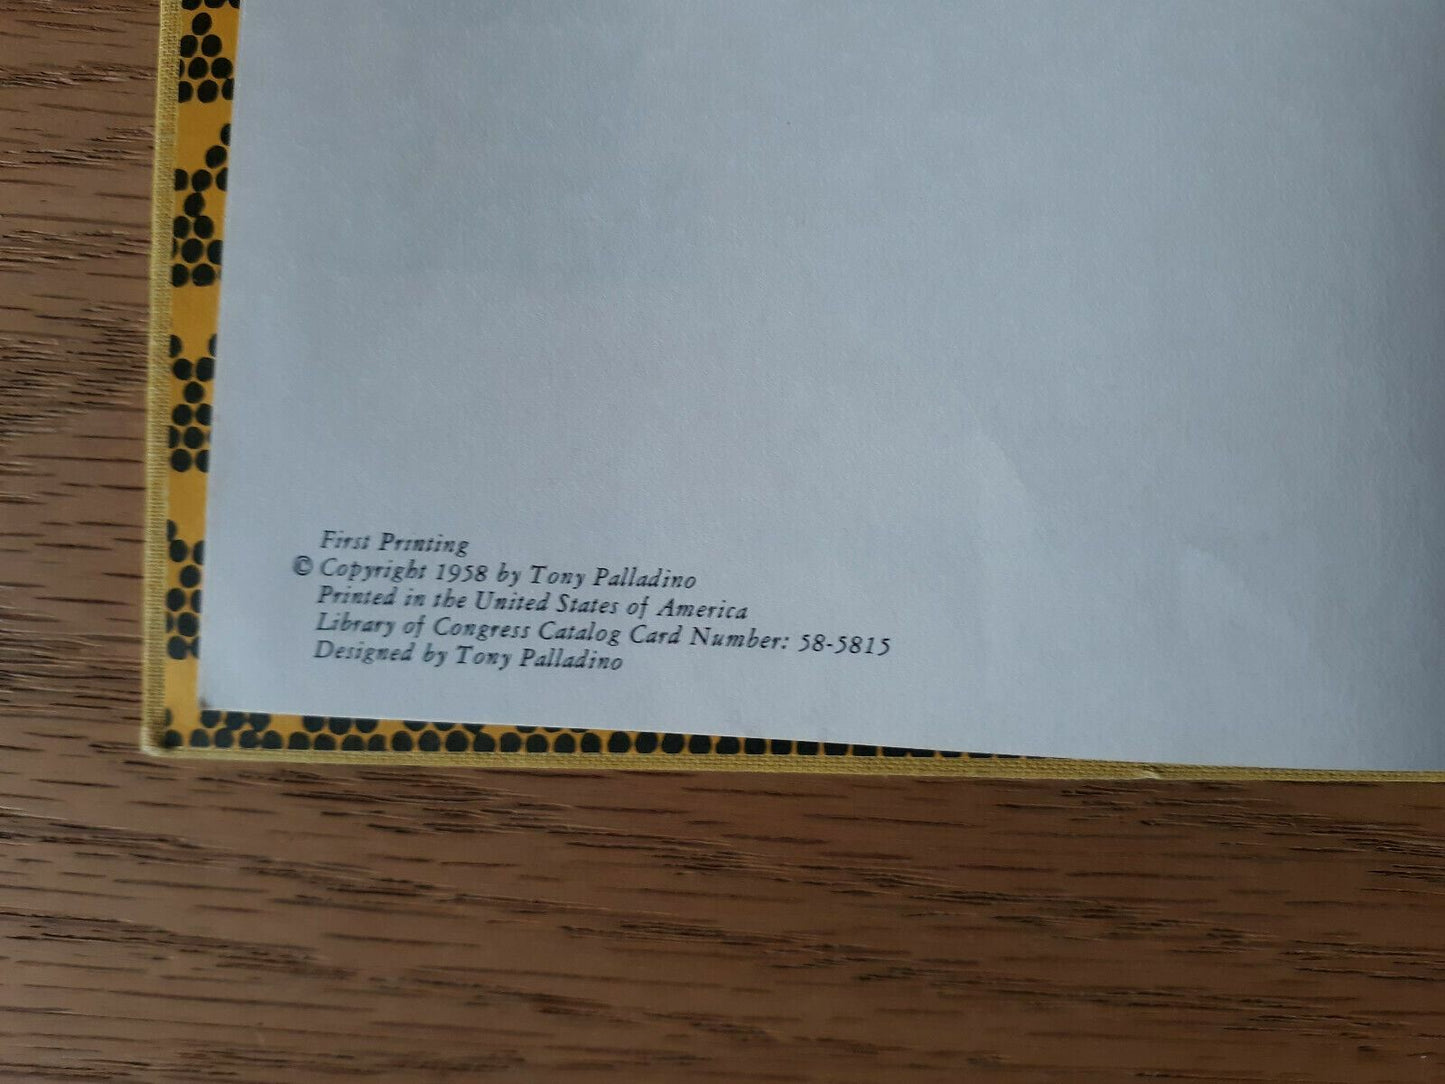 First Printing
© Copyright 1958 by Tony Palladino
Printed in the United States of America
Library of Congress Catalog Card Number: 58-5815
Designed by Tony Palladino